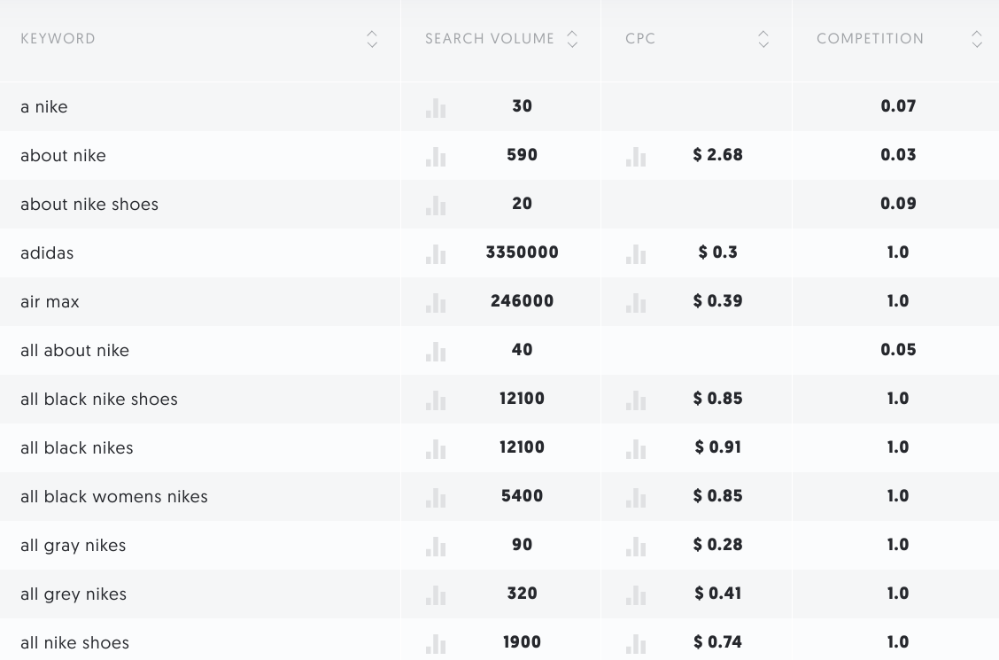 KEYWORD SEARCH VOLUME CPC COMPETITION
a nike 30 0.07
about nike 590 $ 2.68 0.03
about nike shoes 20 0.09
adidas 3350000 $ 0.3 1.0
air max 246000 $ 0.39 1.0
all about nike 40 0.05
all black nike shoes 12100 $ 0.85 1.0
all black nikes 12100 $ 0.91 1.0
all black womens nikes 5400 $ 0.85 1.0
all gray nikes 90 $ 0.28 1.0
all grey nikes 320 $ 0.41 1.0
all nike shoes 1900 $ 0.74 1.0